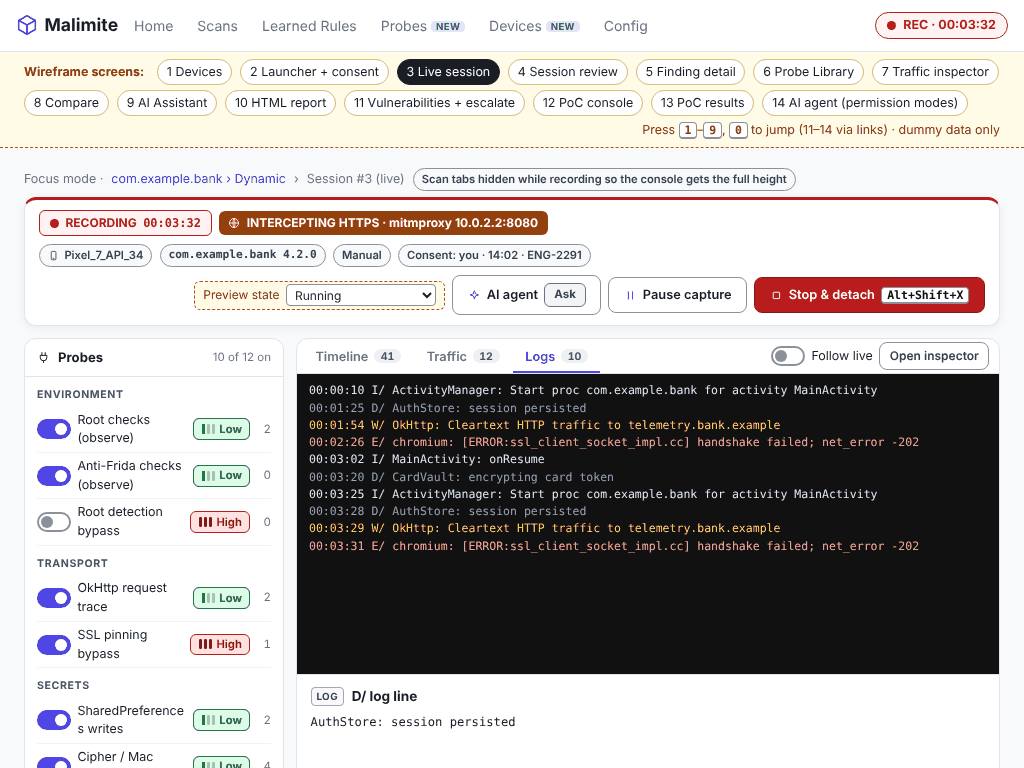 Malimite Home Scans Learned Rules Probes NEW Devices NEW Config REC · 00:03:32
Wireframe screens: 1 Devices 2 Launcher + consent 3 Live session 4 Session review 5 Finding detail 6 Probe Library 7 Traffic inspector
8 Compare 9 AI Assistant 10 HTML report 11 Vulnerabilities + escalate 12 PoC console 13 PoC results 14 AI agent (permission modes)
Press 1–9, 0 to jump (11–14 via links) · dummy data only
Focus mode · com.example.bank › Dynamic › Session #3 (live) Scan tabs hidden while recording so the console gets the full height
RECORDING 00:03:32 INTERCEPTING HTTPS · mitmproxy 10.0.2.2:8080
Pixel_7_API_34 com.example.bank 4.2.0 Manual Consent: you · 14:02 · ENG-2291
Preview state Running AI agent Ask Pause capture Stop & detach Alt+Shift+X
Probes 10 of 12 on
ENVIRONMENT
Root checks
(observe) Low 2
Anti-Frida checks
(observe) Low 0
Root detection
bypass High 0
TRANSPORT
OkHttp request
trace Low 2
SSL pinning
bypass High 1
SECRETS
SharedPreference
s writes Low 2
Cipher / Mac Low 4
Timeline 41 Traffic 12 Logs 10 Follow live Open inspector
00:00:10 I/ ActivityManager: Start proc com.example.bank for activity MainActivity
00:01:25 D/ AuthStore: session persisted
00:01:54 W/ OkHttp: Cleartext HTTP traffic to telemetry.bank.example
00:02:26 E/ chromium: [ERROR:ssl_client_socket_impl.cc] handshake failed; net_error -202
00:03:02 I/ MainActivity: onResume
00:03:20 D/ CardVault: encrypting card token
00:03:25 I/ ActivityManager: Start proc com.example.bank for activity MainActivity
00:03:28 D/ AuthStore: session persisted
00:03:29 W/ OkHttp: Cleartext HTTP traffic to telemetry.bank.example
00:03:31 E/ chromium: [ERROR:ssl_client_socket_impl.cc] handshake failed; net_error -202
LOG D/ log line
AuthStore: session persisted